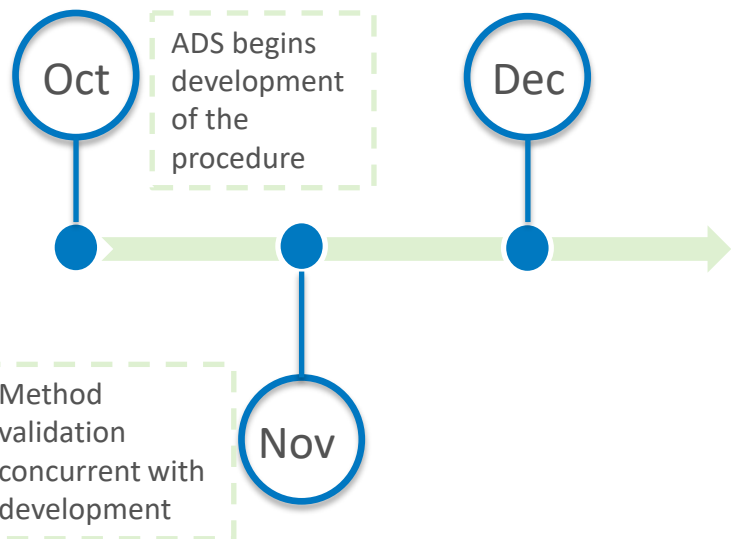 Oct
ADS begins
development
of the
procedure
Dec
Method
validation
concurrent with
development
Nov